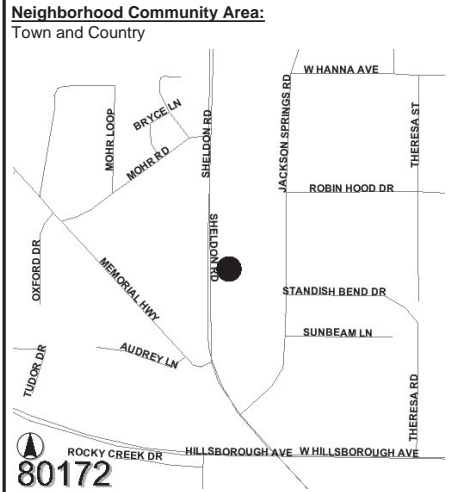 Neighborhood Community Area:
Town and Country
W HANNA AVE
BRYCE LN
MOHR LOOP
SHELDON RD
JACKSON SPRINGS RD
THERESA ST
MOHR RD
ROBIN HOOD DR
SHELDON RD
OXFORD DR
MEMORIAL HWY
STANDISH BEND DR
SUNBEAM LN
AUDREY LN
TUDOR DR
THERESA RD
ROCKY CREEK DR
HILLSBOROUGH AVE
W HILLSBOROUGH AVE
80172